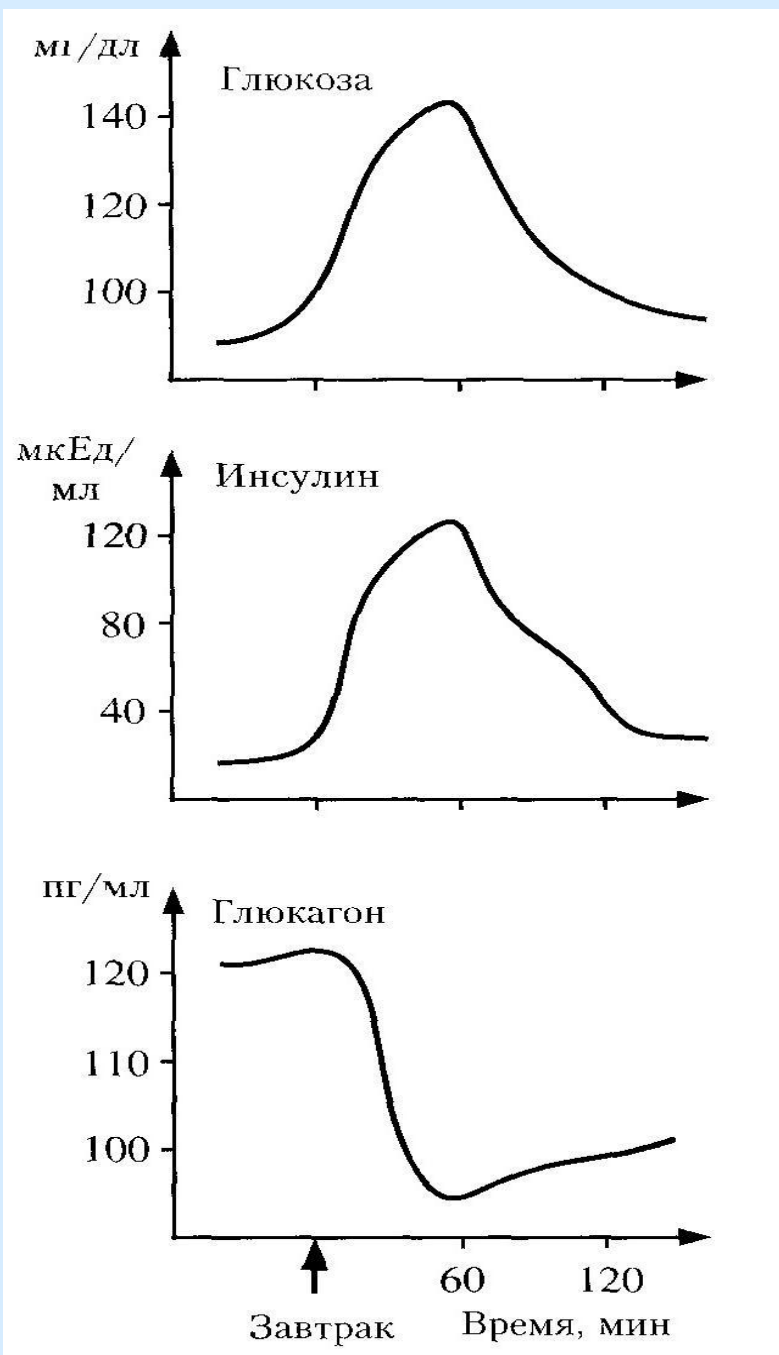 мг/дл
Глюкоза
140
120
100
мкЕд/
мл
Инсулин
120
80
40
пг/мл
Глюкагон
120
110
100
60
120
Завтрак
Время, мин